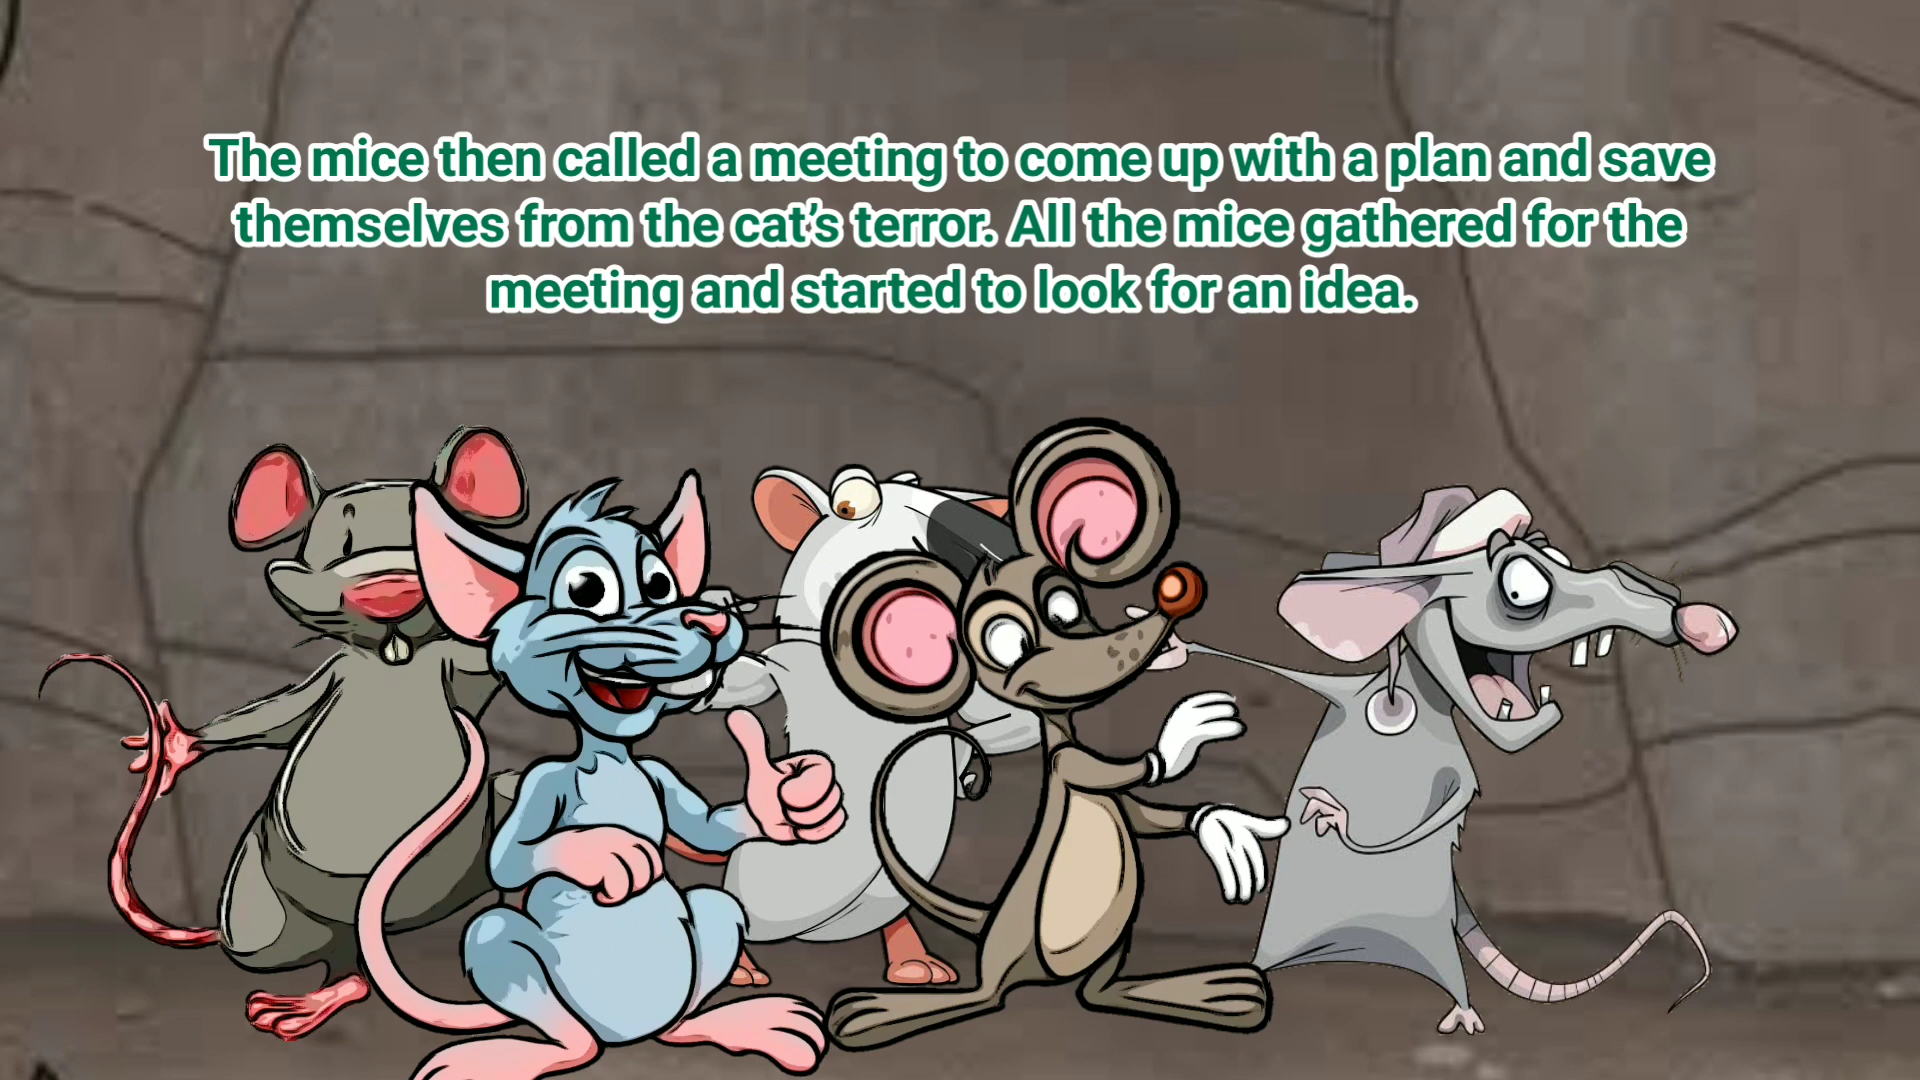 The mice then called a meeting to come up with a plan and save
themselves from the cat’s terror. All the mice gathered for the
meeting and started to look for an idea.